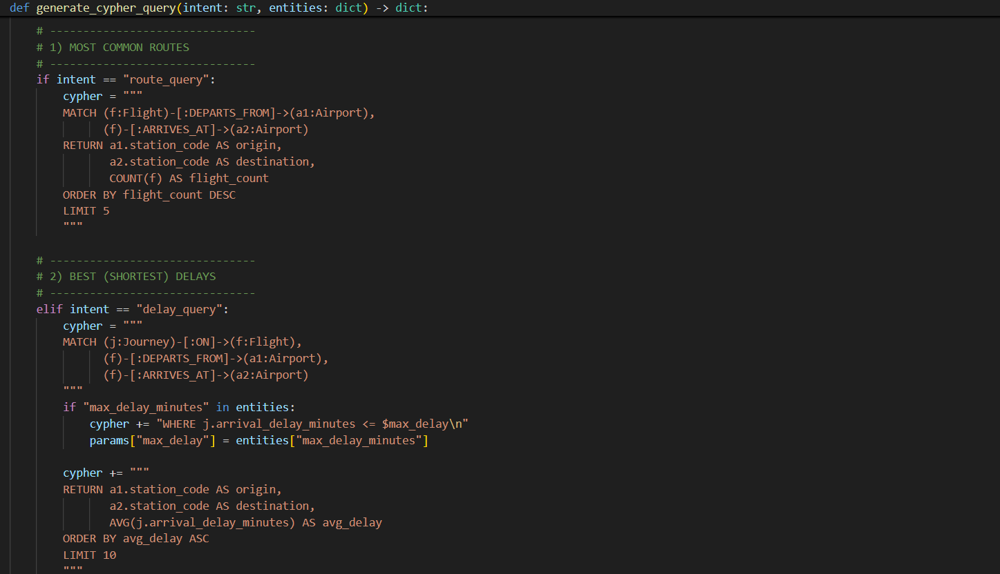 def generate_cypher_query(intent: str, entities: dict) -> dict:
    # -------------------------------
    # 1) MOST COMMON ROUTES
    # -------------------------------
    if intent == "route_query":
        cypher = """
        MATCH (f:Flight)-[:DEPARTS_FROM]->(a1:Airport),
              (f)-[:ARRIVES_AT]->(a2:Airport)
        RETURN a1.station_code AS origin,
               a2.station_code AS destination,
               COUNT(f) AS flight_count
        ORDER BY flight_count DESC
        LIMIT 5
        """
    # -------------------------------
    # 2) BEST (SHORTEST) DELAYS
    # -------------------------------
    elif intent == "delay_query":
        cypher = """
        MATCH (j:Journey)-[:ON]->(f:Flight),
              (f)-[:DEPARTS_FROM]->(a1:Airport),
              (f)-[:ARRIVES_AT]->(a2:Airport)
        """
        if "max_delay_minutes" in entities:
            cypher += "WHERE j.arrival_delay_minutes <= $max_delay\n"
            params["max_delay"] = entities["max_delay_minutes"]
        cypher += """
        RETURN a1.station_code AS origin,
               a2.station_code AS destination,
               AVG(j.arrival_delay_minutes) AS avg_delay
        ORDER BY avg_delay ASC
        LIMIT 10
        """